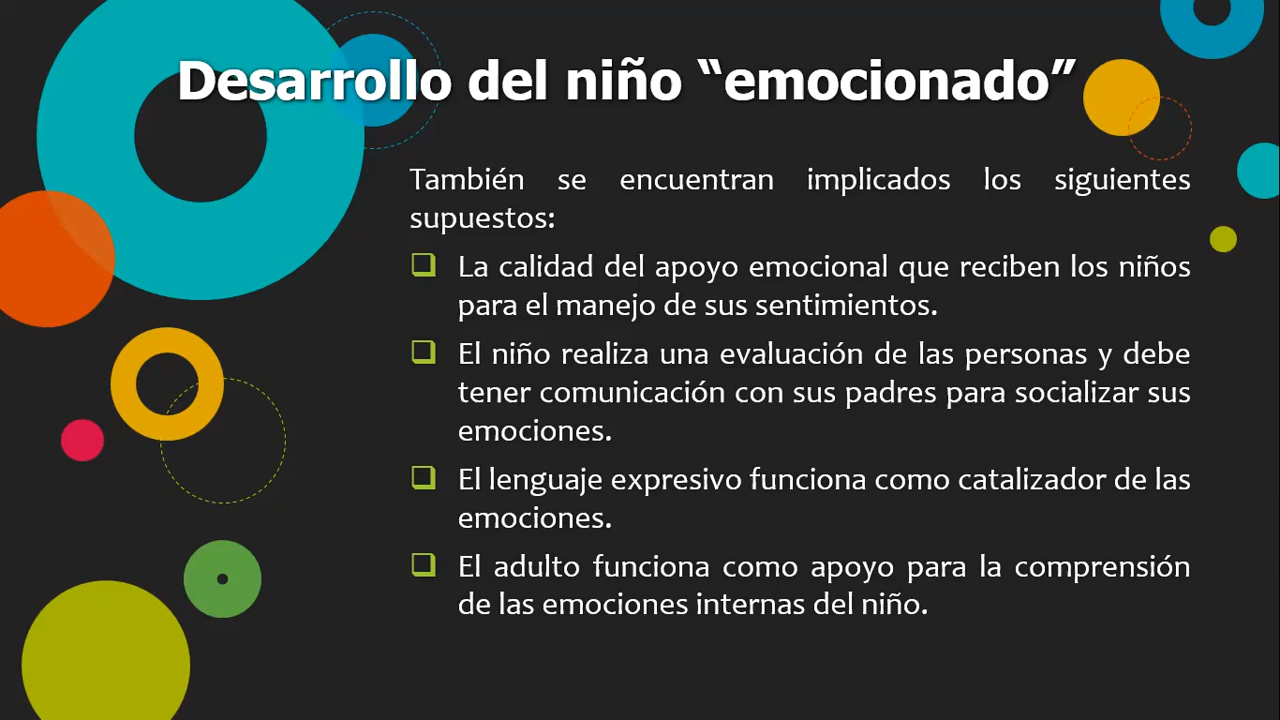 Desarrollo del niño “emocionado”
También se encuentran implicados los siguientes
supuestos:
❑ La calidad del apoyo emocional que reciben los niños
para el manejo de sus sentimientos.
❑ El niño realiza una evaluación de las personas y debe
tener comunicación con sus padres para socializar sus
emociones.
❑ El lenguaje expresivo funciona como catalizador de las
emociones.
❑ El adulto funciona como apoyo para la comprensión
de las emociones internas del niño.